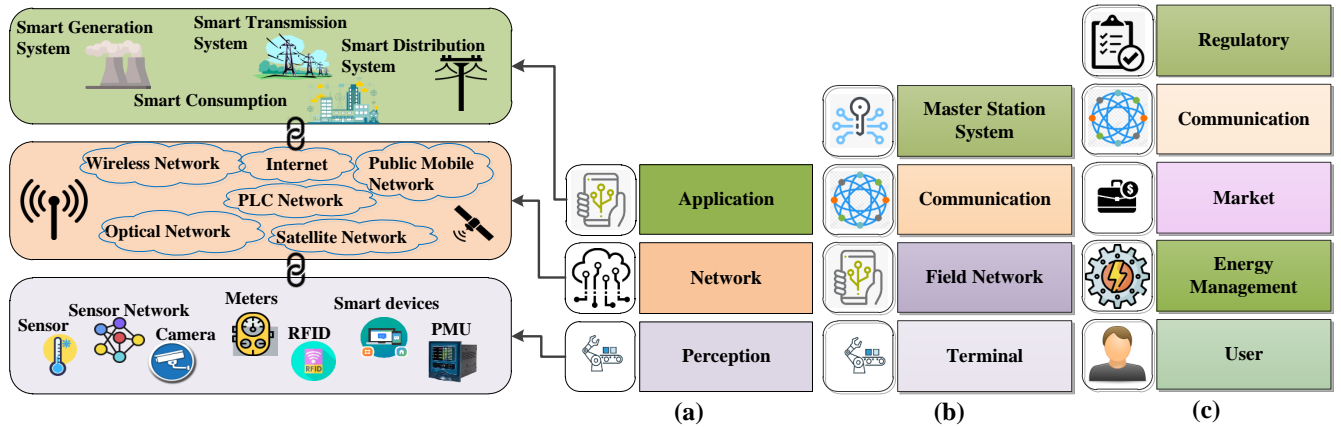 Smart Generation
System
Smart Transmission
System
Smart Distribution
System
Smart Consumption
Wireless Network
Internet
Public Mobile
Network
PLC Network
Optical Network
Satellite Network
Sensor
Sensor Network
Camera
Meters
RFID
RFID
Smart devices
PMU
Application
Network
Perception
(a)
Master Station
System
Communication
Field Network
Terminal
(b)
Regulatory
Communication
$
Market
Energy
Management
User
(c)